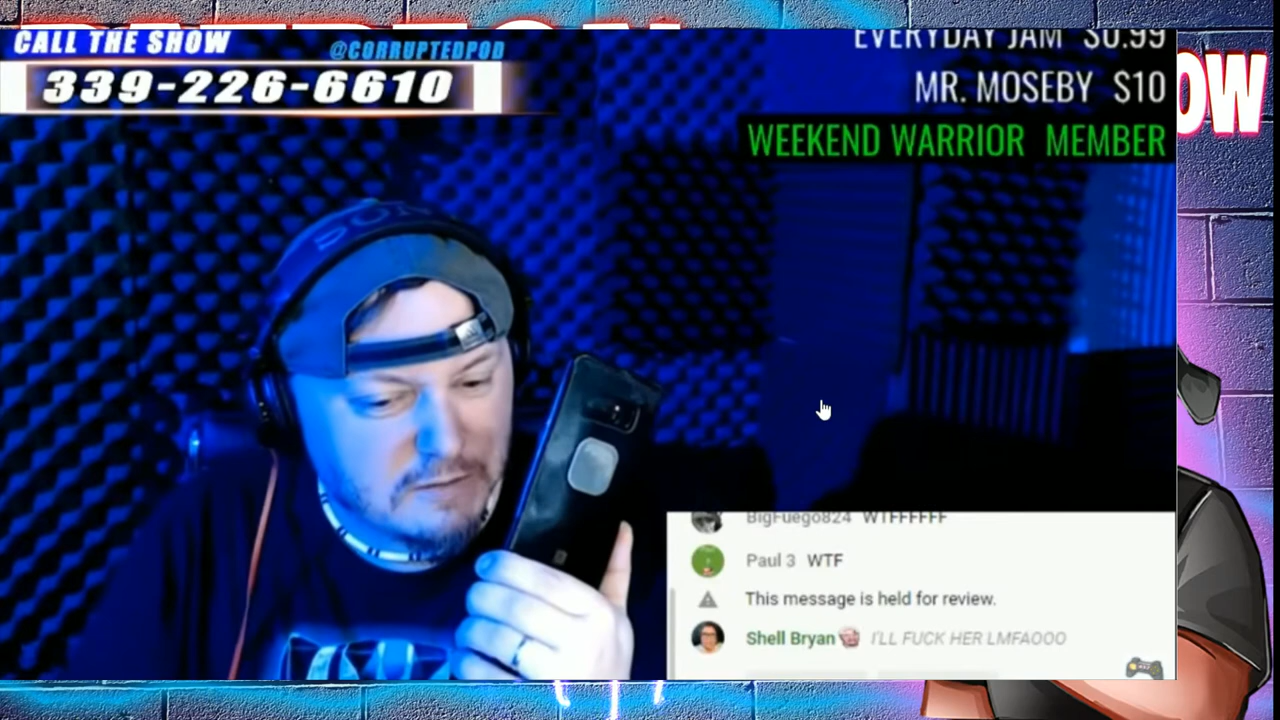 CALL THE SHOW
@CORRUPTEDPOD
339-226-6610
EVERYDAY JAM $0.99
MR. MOSEBY $10
WEEKEND WARRIOR MEMBER
OW
BigFuego824 WTFFFFFF
Paul 3 WTF
This message is held for review.
Shell Bryan I'LL FUCK HER LMFAOOO